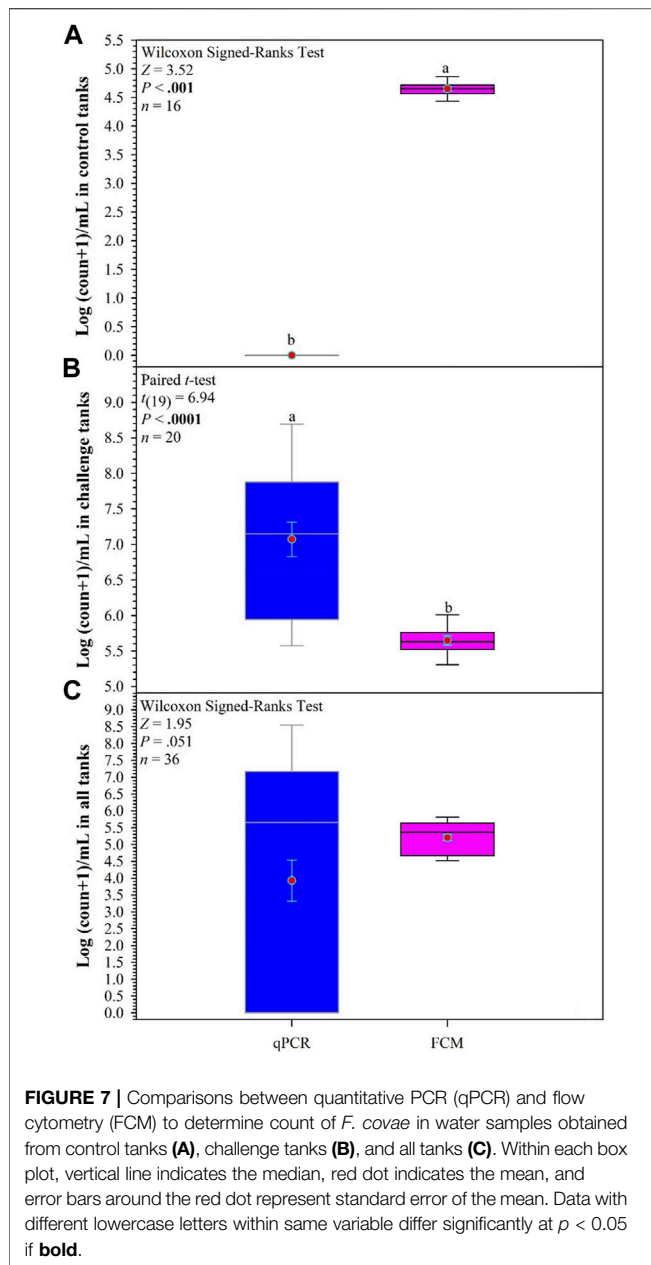 A
Log (coun+1)/mL in control tanks
5.5
5.0
4.5
4.0
3.5
3.0
2.5
2.0
1.5
1.0
0.5
0.0
Wilcoxon Signed-Ranks Test
Z = 3.52
P < .001
n = 16
a
b
B
Log (coun+1)/mL in challenge tanks
9.0
8.5
8.0
7.5
7.0
6.5
6.0
5.5
5.0
Paired t-test
t(19) = 6.94
P < .0001
n = 20
a
b
C
Log (coun+1)/mL in all tanks
9.0
8.5
8.0
7.5
7.0
6.5
6.0
5.5
5.0
4.5
4.0
3.5
3.0
2.5
2.0
1.5
1.0
0.5
0.0
Wilcoxon Signed-Ranks Test
Z = 1.95
P = .051
n = 36
qPCR FCM
FIGURE 7 | Comparisons between quantitative PCR (qPCR) and flow
cytometry (FCM) to determine count of F. covae in water samples obtained
from control tanks (A), challenge tanks (B), and all tanks (C). Within each box
plot, vertical line indicates the median, red dot indicates the mean, and
error bars around the red dot represent standard error of the mean. Data with
different lowercase letters within same variable differ significantly at p < 0.05
if bold.